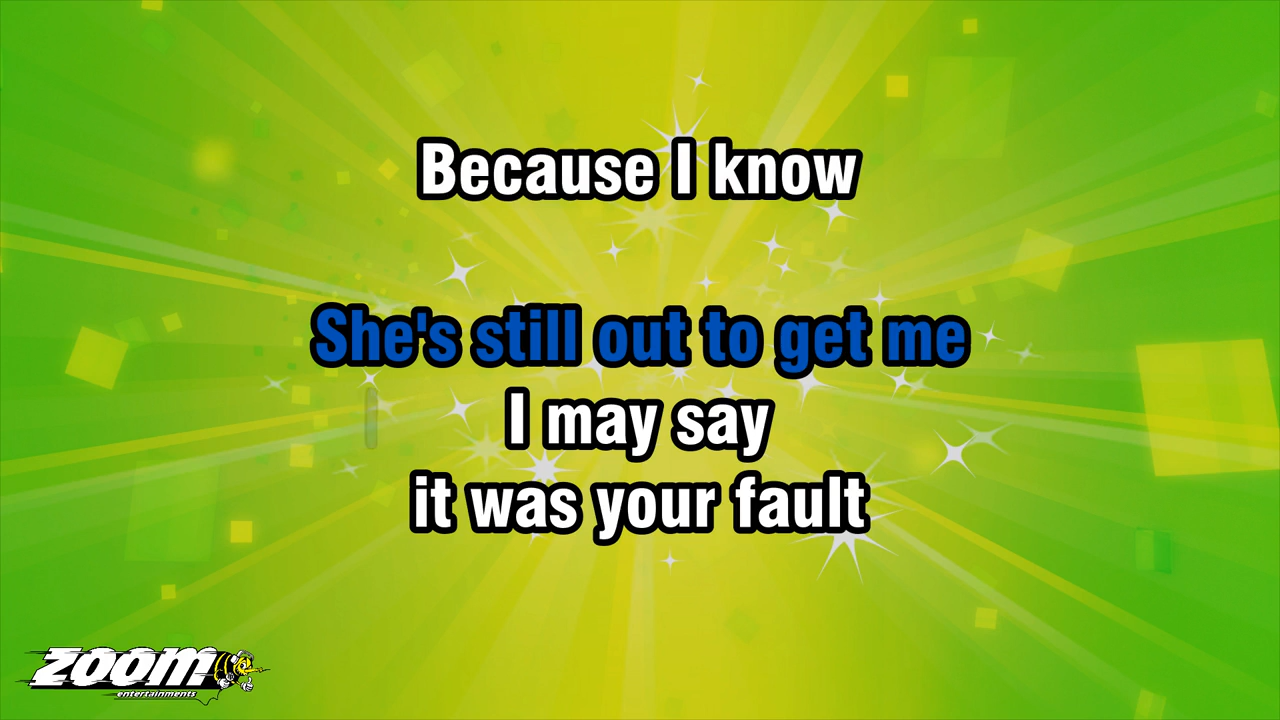 Because I know
She's still out to get me
I may say
it was your fault
zoom
entertainments